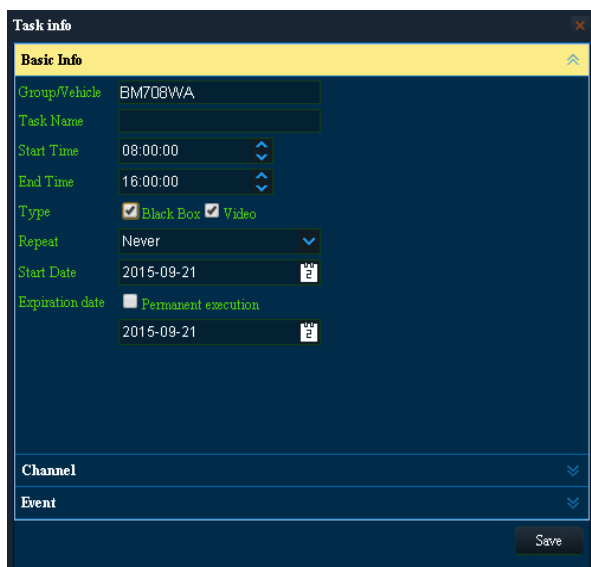 Task info
Basic Info
Group/Vehicle BM708WA
Task Name
Start Time 08:00:00
End Time 16:00:00
Type Black Box Video
Repeat Never
Start Date 2015-09-21 2
Expiration date Permanent execution
2015-09-21 2
Channel
Event
Save